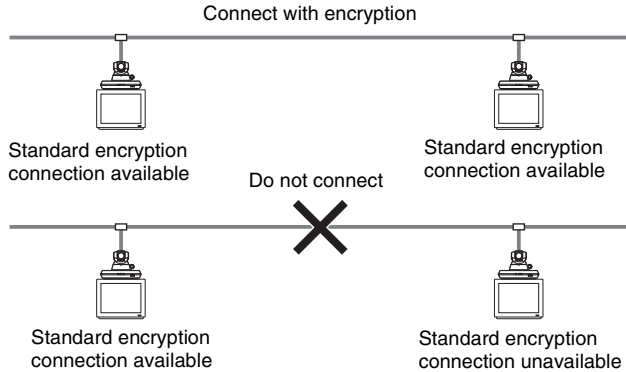 Connect with encryption
Standard encryption
connection available
Standard encryption
connection available
Do not connect
Standard encryption
connection available
Standard encryption
connection unavailable